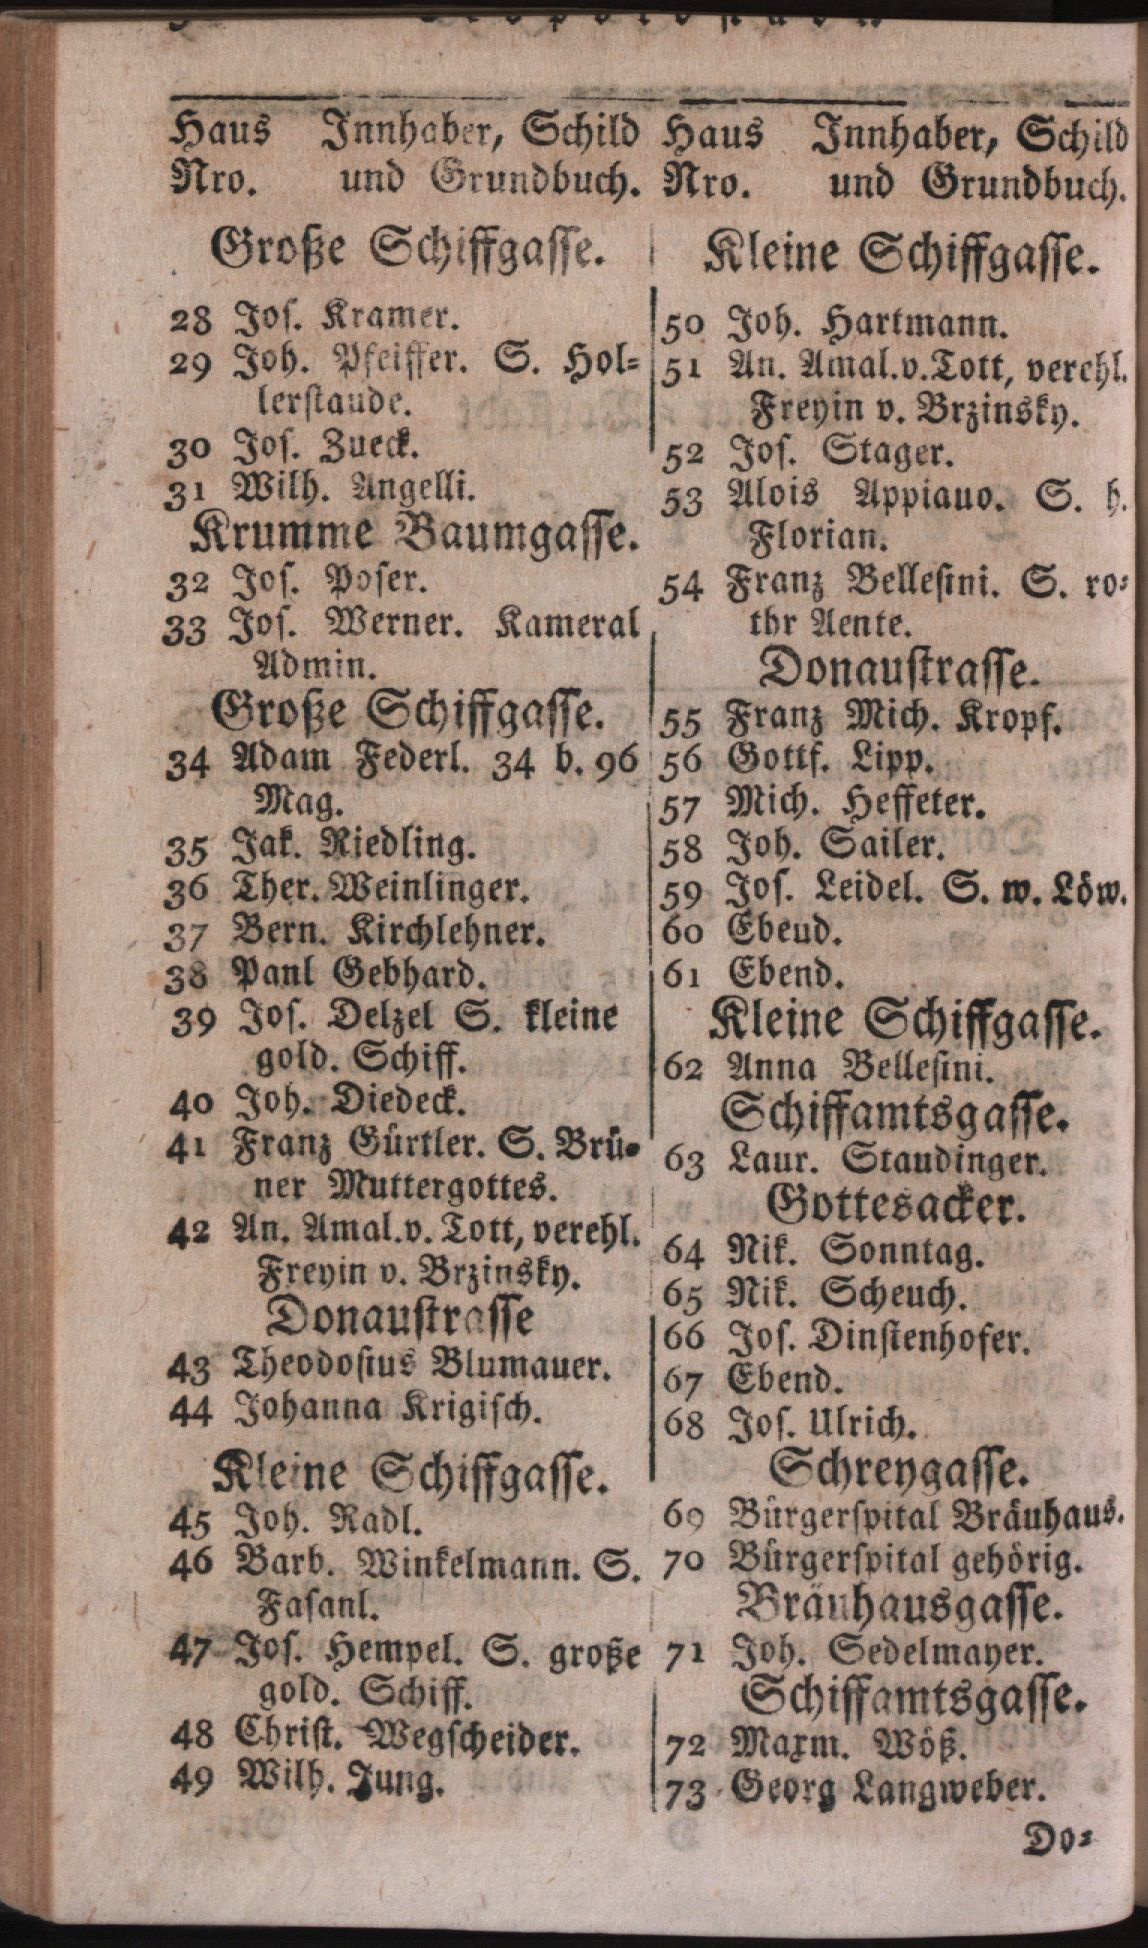 Haus Innhaber, Schild
Nro. und Grundbuch.
Große Schiffgasse.
28 Jos. Kramer.
29 Joh. Pfeiffer. S. Hol-
lerstaude.
30 Jos. Zueck.
31 Wilh. Angelli.
Krumme Baumgasse.
32 Jos. Poser.
33 Jos. Werner. Kameral
Admin.
Große Schiffgasse.
34 Adam Federl. 34 b. 96
Mag.
35 Jak. Riedling.
36 Ther. Weinlinger.
37 Bern. Kirchlehner.
38 Panl Gebhard.
39 Jos. Delzel S. kleine
gold. Schiff.
40 Joh. Diedeck.
41 Franz Gürtler. S. Brü-
ner Muttergottes.
42 An. Amal. v. Tott, verehl.
Freyin v. Brzinsky.
Donaustrasse
43 Theodosius Blumauer.
44 Johanna Krigisch.
Kleine Schiffgasse.
45 Joh. Radl.
46 Barb. Winkelmann. S.
Fasanl.
47 Jos. Hempel. S. große
gold. Schiff.
48 Christ. Wegscheider.
49 Wilh. Jung.
Haus Innhaber, Schild
Nro. und Grundbuch.
Kleine Schiffgasse.
50 Joh. Hartmann.
51 An. Amal. v. Tott, verehl.
Freyin v. Brzinsky.
52 Jos. Stager.
53 Alois Appiauo. S. h.
Florian.
54 Franz Bellesini. S. ro-
thr Aente.
Donaustrasse.
55 Franz Mich. Kropf.
56 Gottf. Lipp.
57 Mich. Heffeter.
58 Joh. Sailer.
59 Jos. Leidel. S. w. Löw.
60 Ebeud.
61 Ebend.
Kleine Schiffgasse.
62 Anna Bellesini.
Schiffamtsgasse.
63 Laur. Staudinger.
Gottesacker.
64 Nik. Sonntag.
65 Nik. Scheuch.
66 Jos. Dinstenhofer.
67 Ebend.
68 Jos. Ulrich.
Schreygasse.
69 Bürgerspital Bräuhaus.
70 Bürgerspital gehörig.
Bräuhausgasse.
71 Joh. Sedelmayer.
Schiffamtsgasse.
72 Maxm. Wöß.
73 Georg Langweber.
Do-